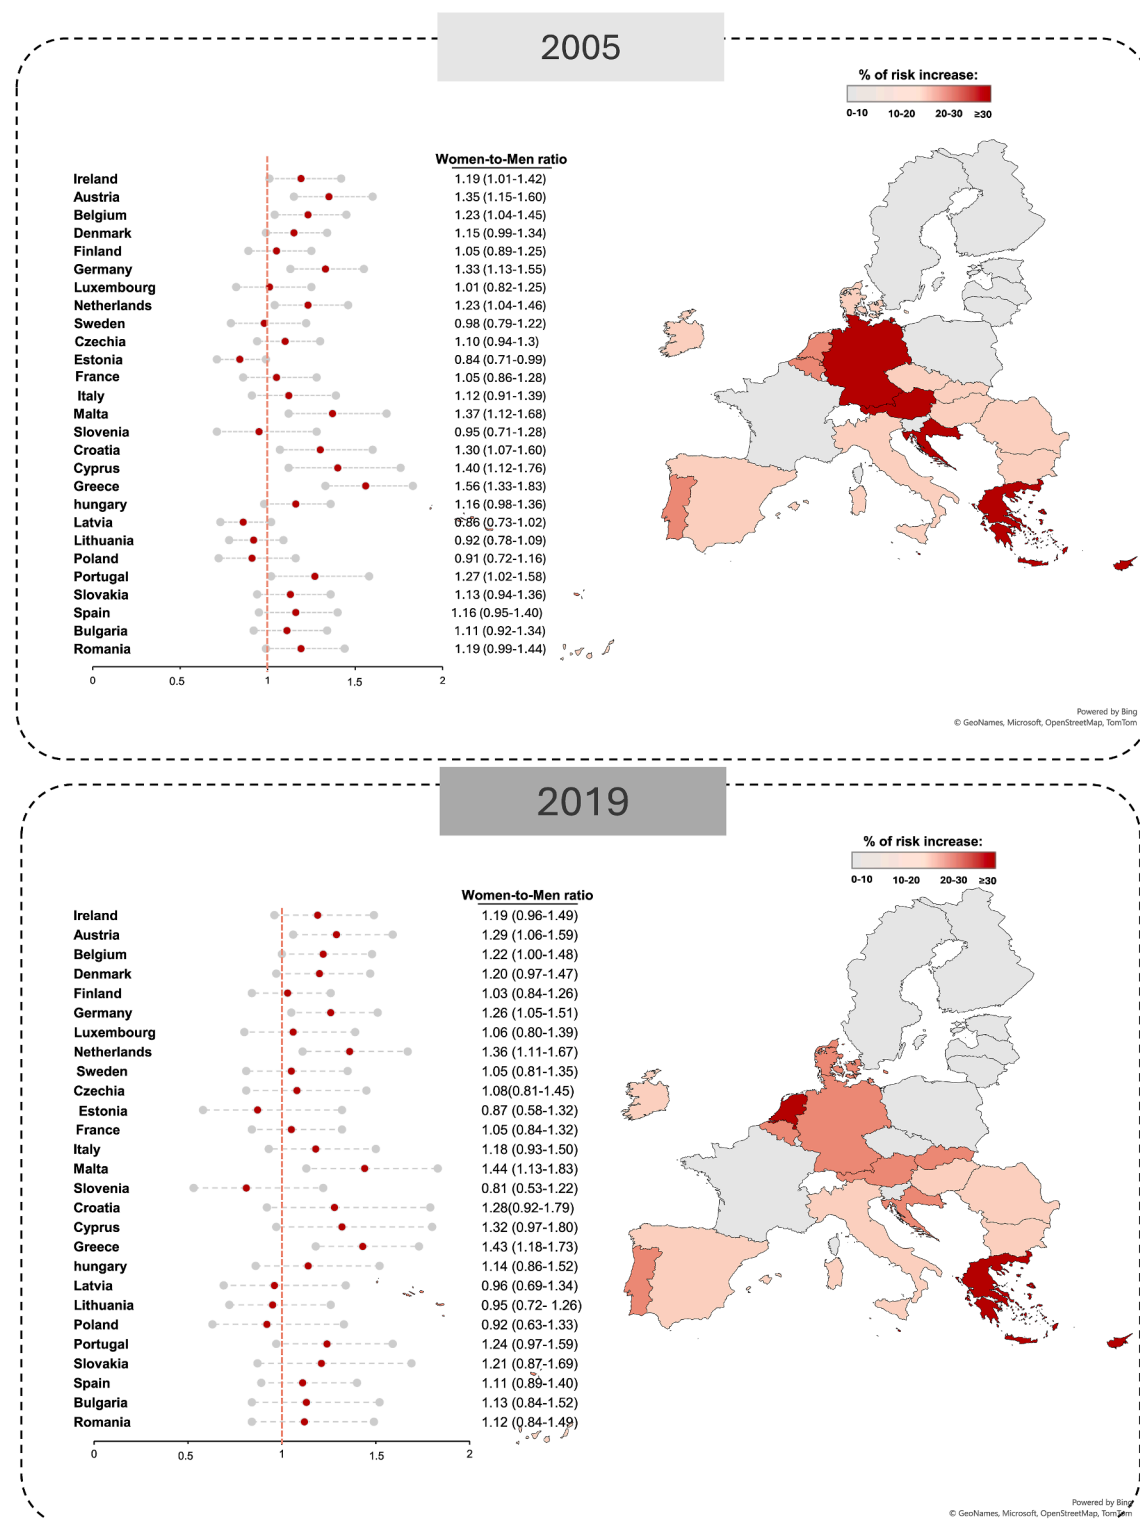 2005
% of risk increase:
0-10 10-20 20-30 ≥30
Women-to-Men ratio
Ireland 1.19 (1.01-1.42)
Austria 1.35 (1.15-1.60)
Belgium 1.23 (1.04-1.45)
Denmark 1.15 (0.99-1.34)
Finland 1.05 (0.89-1.25)
Germany 1.33 (1.13-1.55)
Luxembourg 1.01 (0.82-1.25)
Netherlands 1.23 (1.04-1.46)
Sweden 0.98 (0.79-1.22)
Czechia 1.10 (0.94-1.3)
Estonia 0.84 (0.71-0.99)
France 1.05 (0.86-1.28)
Italy 1.12 (0.91-1.39)
Malta 1.37 (1.12-1.68)
Slovenia 0.95 (0.71-1.28)
Croatia 1.30 (1.07-1.60)
Cyprus 1.40 (1.12-1.76)
Greece 1.56 (1.33-1.83)
hungary 1.16 (0.98-1.36)
Latvia 0.86 (0.73-1.02)
Lithuania 0.92 (0.78-1.09)
Poland 0.91 (0.72-1.16)
Portugal 1.27 (1.02-1.58)
Slovakia 1.13 (0.94-1.36)
Spain 1.16 (0.95-1.40)
Bulgaria 1.11 (0.92-1.34)
Romania 1.19 (0.99-1.44)
0 0.5 1 1.5 2
Powered by Bing
© GeoNames, Microsoft, OpenStreetMap, TomTom
2019
% of risk increase:
0-10 10-20 20-30 ≥30
Women-to-Men ratio
Ireland 1.19 (0.96-1.49)
Austria 1.29 (1.06-1.59)
Belgium 1.22 (1.00-1.48)
Denmark 1.20 (0.97-1.47)
Finland 1.03 (0.84-1.26)
Germany 1.26 (1.05-1.51)
Luxembourg 1.06 (0.80-1.39)
Netherlands 1.36 (1.11-1.67)
Sweden 1.05 (0.81-1.35)
Czechia 1.08(0.81-1.45)
Estonia 0.87 (0.58-1.32)
France 1.05 (0.84-1.32)
Italy 1.18 (0.93-1.50)
Malta 1.44 (1.13-1.83)
Slovenia 0.81 (0.53-1.22)
Croatia 1.28(0.92-1.79)
Cyprus 1.32 (0.97-1.80)
Greece 1.43 (1.18-1.73)
hungary 1.14 (0.86-1.52)
Latvia 0.96 (0.69-1.34)
Lithuania 0.95 (0.72- 1.26)
Poland 0.92 (0.63-1.33)
Portugal 1.24 (0.97-1.59)
Slovakia 1.21 (0.87-1.69)
Spain 1.11 (0.89-1.40)
Bulgaria 1.13 (0.84-1.52)
Romania 1.12 (0.84-1.49)
0 0.5 1 1.5 2
Powered by Bing
© GeoNames, Microsoft, OpenStreetMap, TomTom